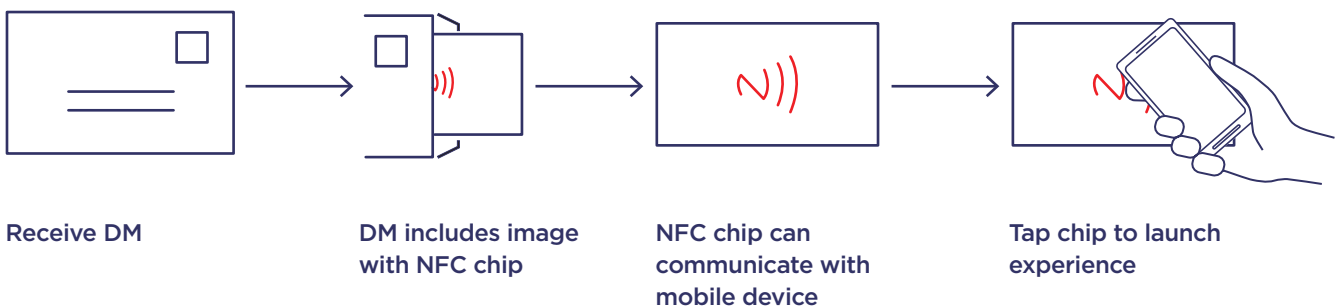 Receive DM
DM includes image
with NFC chip
NFC chip can
communicate with
mobile device
Tap chip to launch
experience